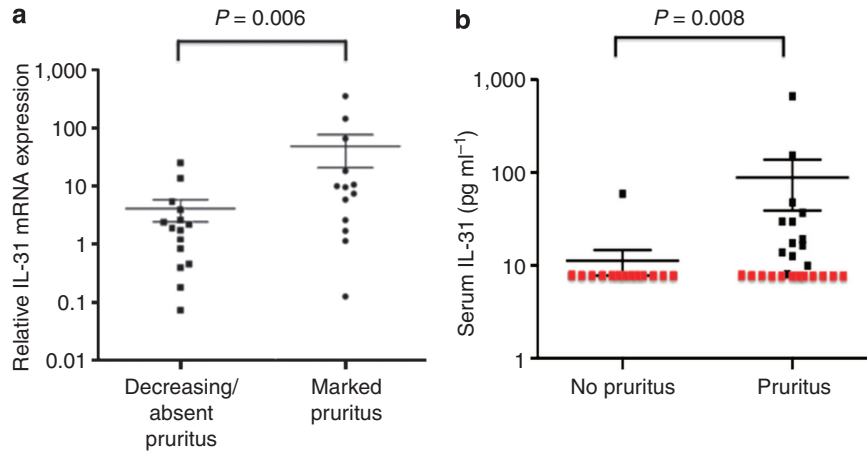 a
P = 0.006
Relative IL-31 mRNA expression
1,000
100
10
1
0.1
0.01
Decreasing/
absent
pruritus
Marked
pruritus
b
P = 0.008
Serum IL-31 (pg ml⁻¹)
1,000
100
10
1
No pruritus
Pruritus